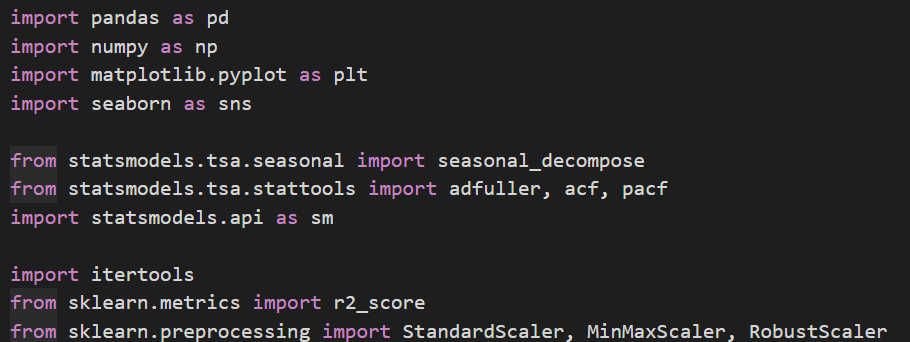 import pandas as pd
import numpy as np
import matplotlib.pyplot as plt
import seaborn as sns
from statsmodels.tsa.seasonal import seasonal_decompose
from statsmodels.tsa.stattools import adfuller, acf, pacf
import statsmodels.api as sm
import itertools
from sklearn.metrics import r2_score
from sklearn.preprocessing import StandardScaler, MinMaxScaler, RobustScaler